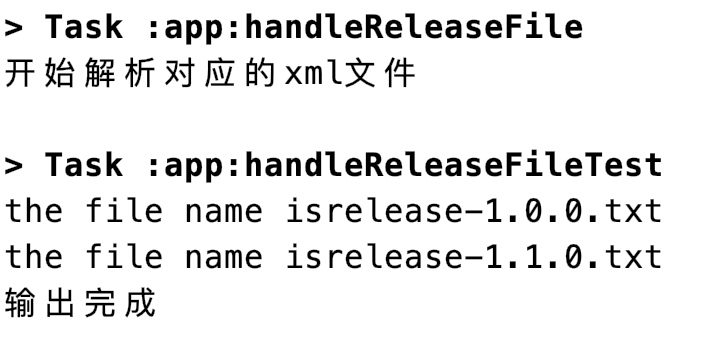 > Task :app:handleReleaseFile
开始解析对应的xml文件
> Task :app:handleReleaseFileTest
the file name isrelease-1.0.0.txt
the file name isrelease-1.1.0.txt
输出完成